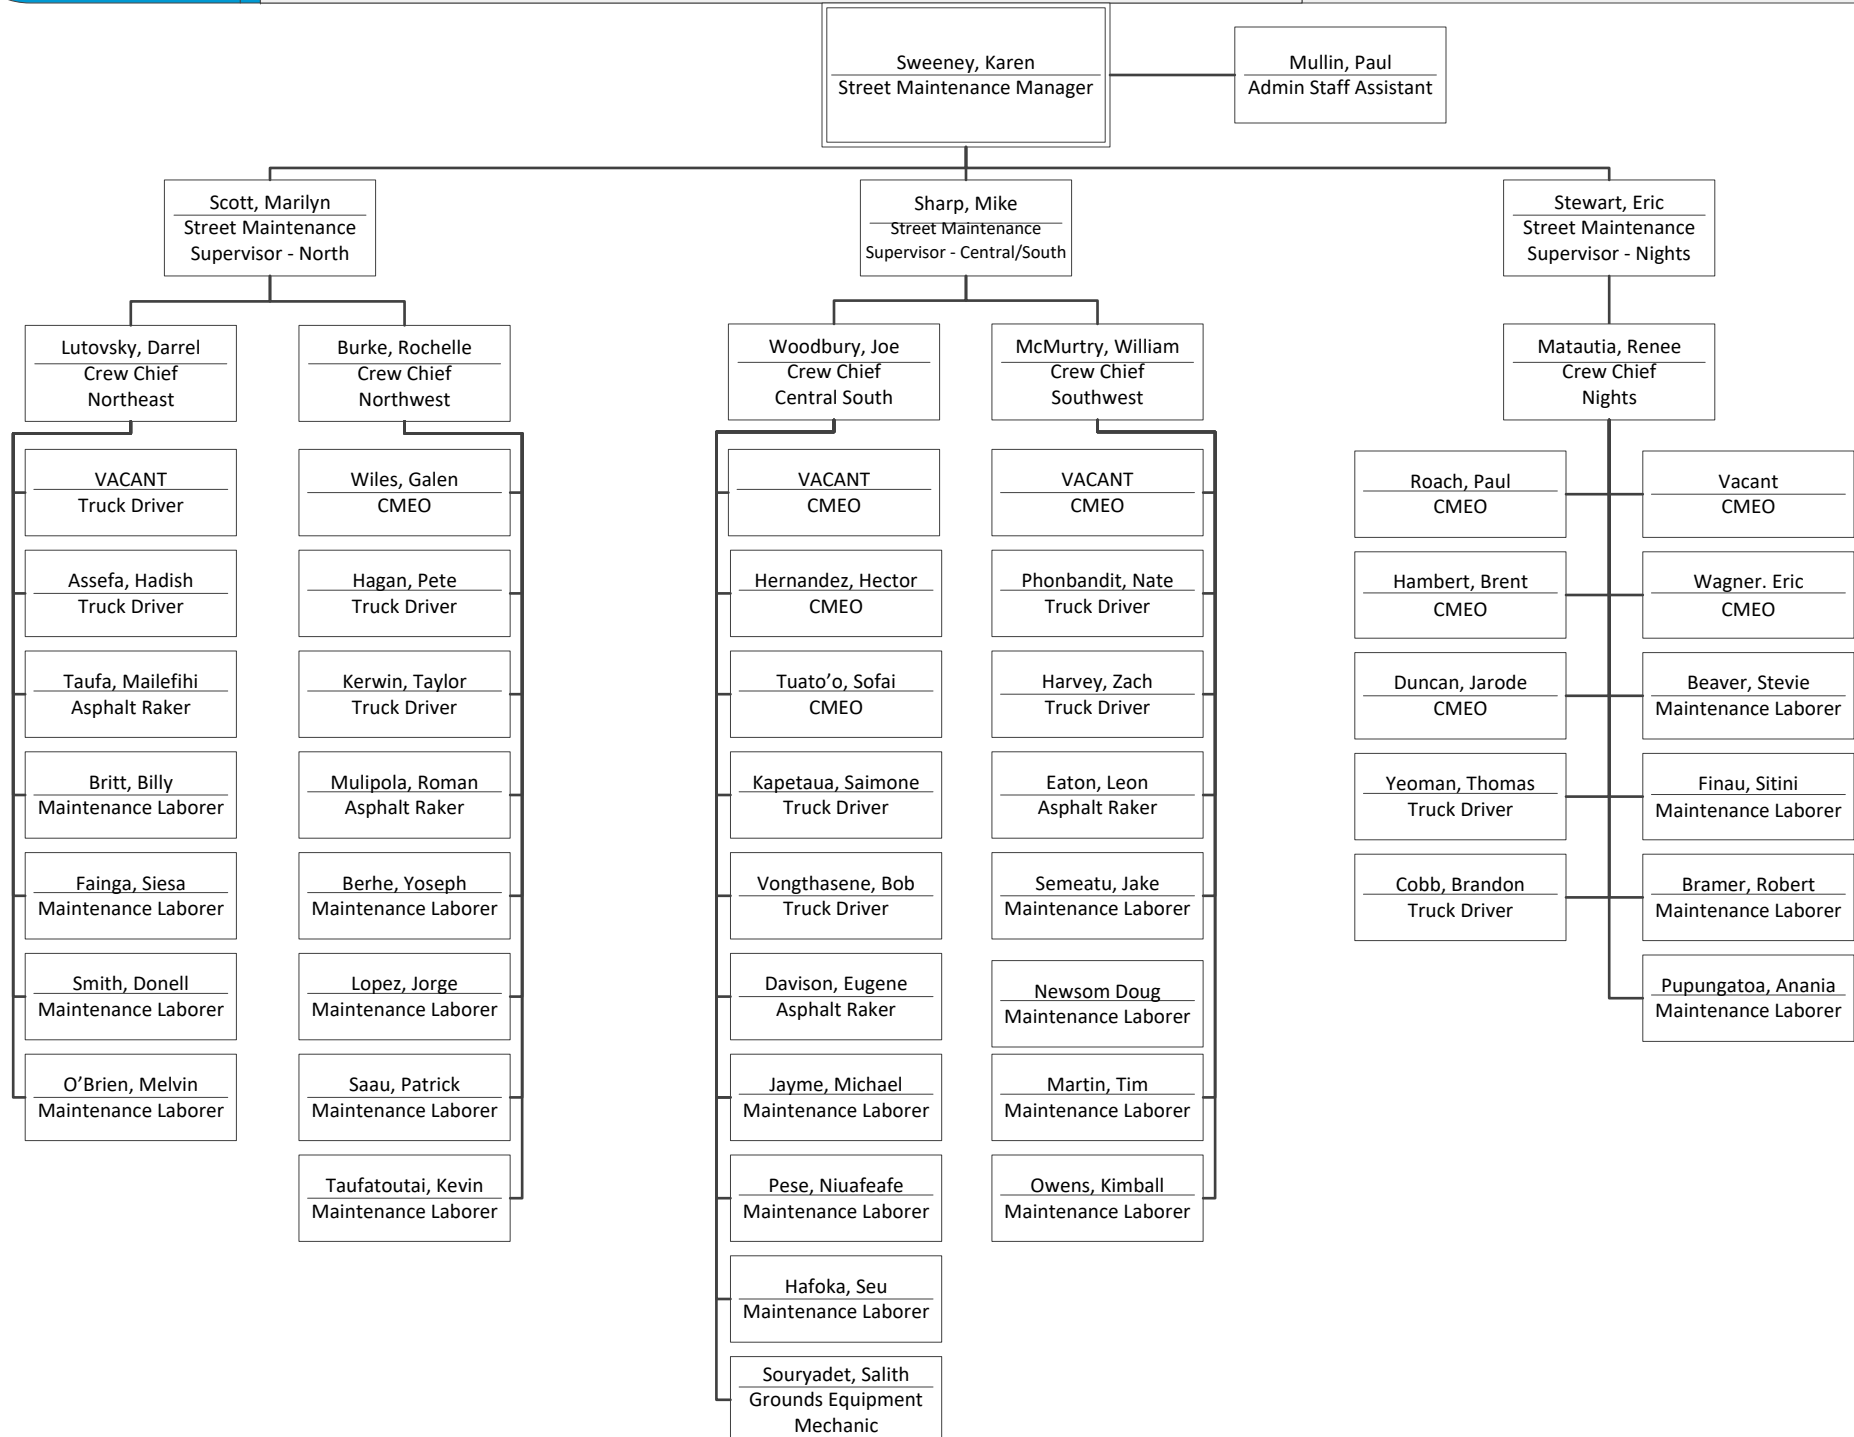 Sweeney, Karen
Street Maintenance Manager
Mullin, Paul
Admin Staff Assistant
Scott, Marilyn
Street Maintenance
Supervisor - North
Sharp, Mike
Street Maintenance
Supervisor - Central/South
Stewart, Eric
Street Maintenance
Supervisor - Nights
Lutovsky, Darrel
Crew Chief
Northeast
Burke, Rochelle
Crew Chief
Northwest
Woodbury, Joe
Crew Chief
Central South
McMurtry, William
Crew Chief
Southwest
Matautia, Renee
Crew Chief
Nights
VACANT
Truck Driver
Assefa, Hadish
Truck Driver
Taufa, Mailefihi
Asphalt Raker
Britt, Billy
Maintenance Laborer
Fainga, Siesa
Maintenance Laborer
Smith, Donell
Maintenance Laborer
O’Brien, Melvin
Maintenance Laborer
Wiles, Galen
CMEO
Hagan, Pete
Truck Driver
Kerwin, Taylor
Truck Driver
Mulipola, Roman
Asphalt Raker
Berhe, Yoseph
Maintenance Laborer
Lopez, Jorge
Maintenance Laborer
Saau, Patrick
Maintenance Laborer
Taufatoutai, Kevin
Maintenance Laborer
VACANT
CMEO
Hernandez, Hector
CMEO
Tuato’o, Sofai
CMEO
Kapetaua, Saimone
Truck Driver
Vongthasene, Bob
Truck Driver
Davison, Eugene
Asphalt Raker
Jayme, Michael
Maintenance Laborer
Pese, Niuafeafe
Maintenance Laborer
Hafoka, Seu
Maintenance Laborer
Souryadet, Salith
Grounds Equipment
Mechanic
VACANT
CMEO
Phonbandit, Nate
Truck Driver
Harvey, Zach
Truck Driver
Eaton, Leon
Asphalt Raker
Semeatu, Jake
Maintenance Laborer
Newsom Doug
Maintenance Laborer
Martin, Tim
Maintenance Laborer
Owens, Kimball
Maintenance Laborer
Roach, Paul
CMEO
Hambert, Brent
CMEO
Duncan, Jarode
CMEO
Yeoman, Thomas
Truck Driver
Cobb, Brandon
Truck Driver
Vacant
CMEO
Wagner. Eric
CMEO
Beaver, Stevie
Maintenance Laborer
Finau, Sitini
Maintenance Laborer
Bramer, Robert
Maintenance Laborer
Pupungatoa, Anania
Maintenance Laborer